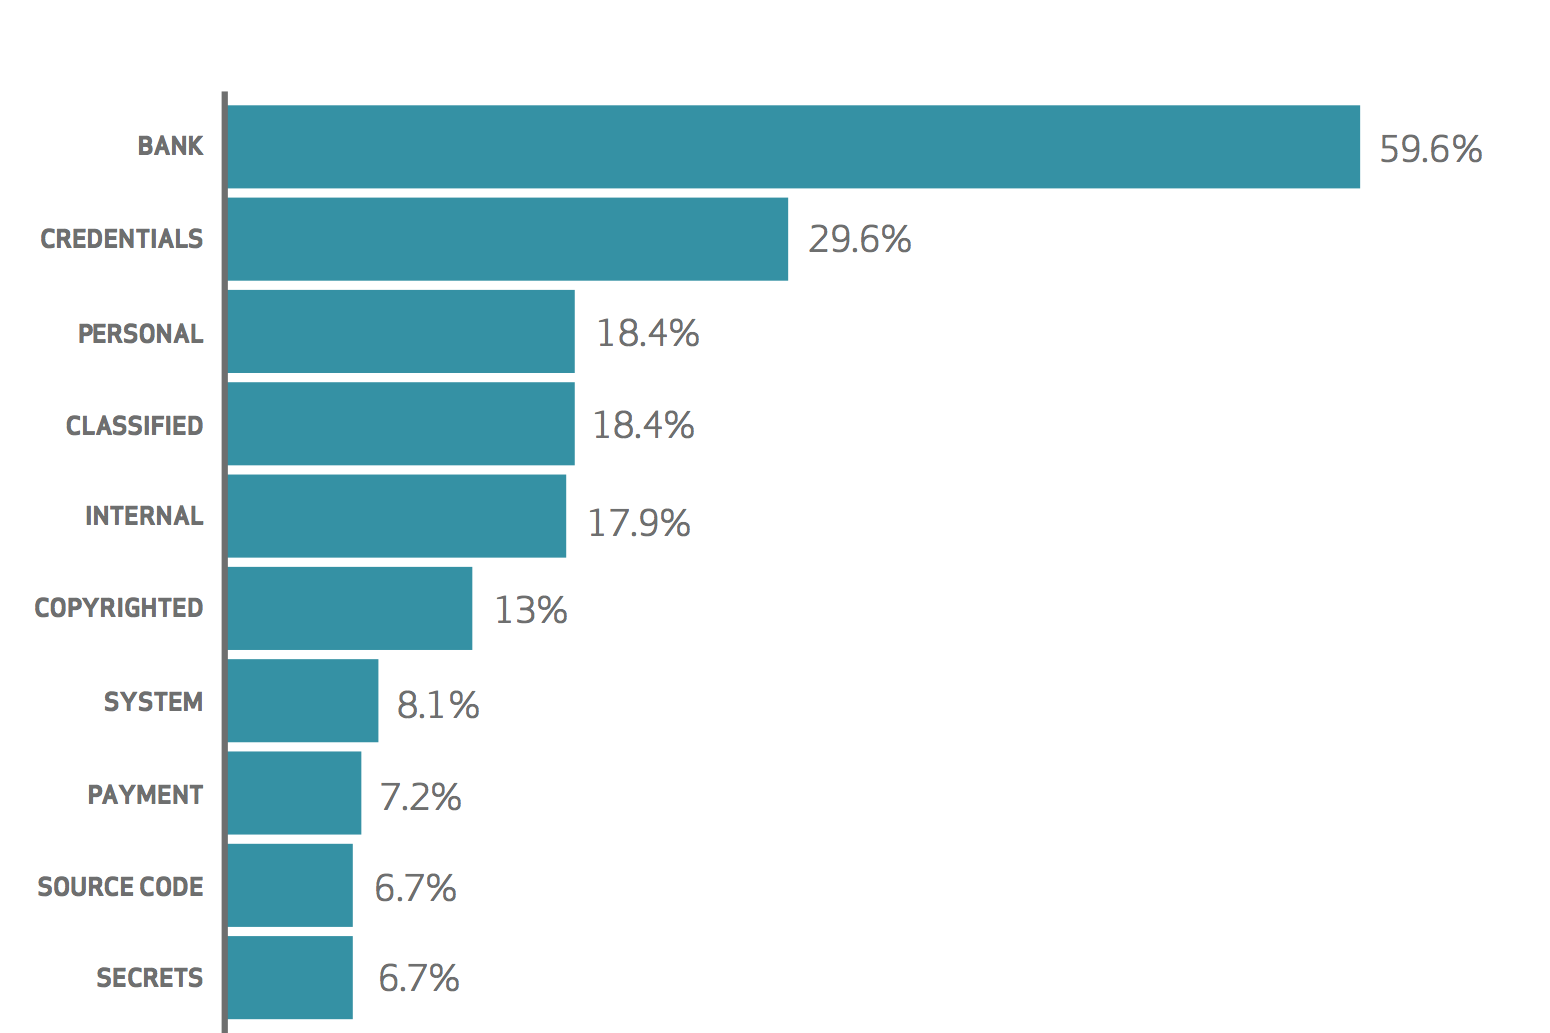 BANK 59.6%
CREDENTIALS 29.6%
PERSONAL 18.4%
CLASSIFIED 18.4%
INTERNAL 17.9%
COPYRIGHTED 13%
SYSTEM 8.1%
PAYMENT 7.2%
SOURCE CODE 6.7%
SECRETS 6.7%